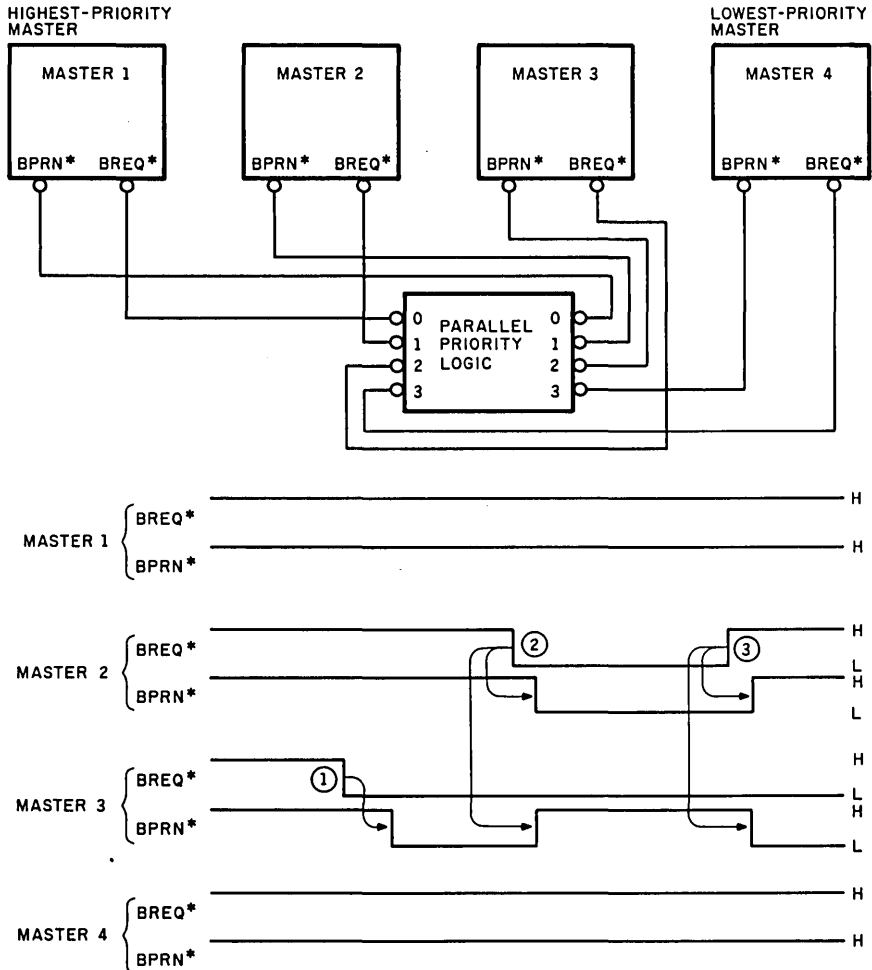 HIGHEST-PRIORITY
MASTER
LOWEST-PRIORITY
MASTER
MASTER 1
MASTER 2
MASTER 3
MASTER 4
BPRN* BREQ*
BPRN* BREQ*
BPRN* BREQ*
BPRN* BREQ*
0 PARALLEL 0
1 PRIORITY 1
2 LOGIC 2
3 3
MASTER 1
BREQ* H
BPRN* H
MASTER 2
BREQ* 2 3 H
L
BPRN* H
L
MASTER 3
BREQ* 1 H
L
BPRN* H
L
MASTER 4
BREQ* H
BPRN* H